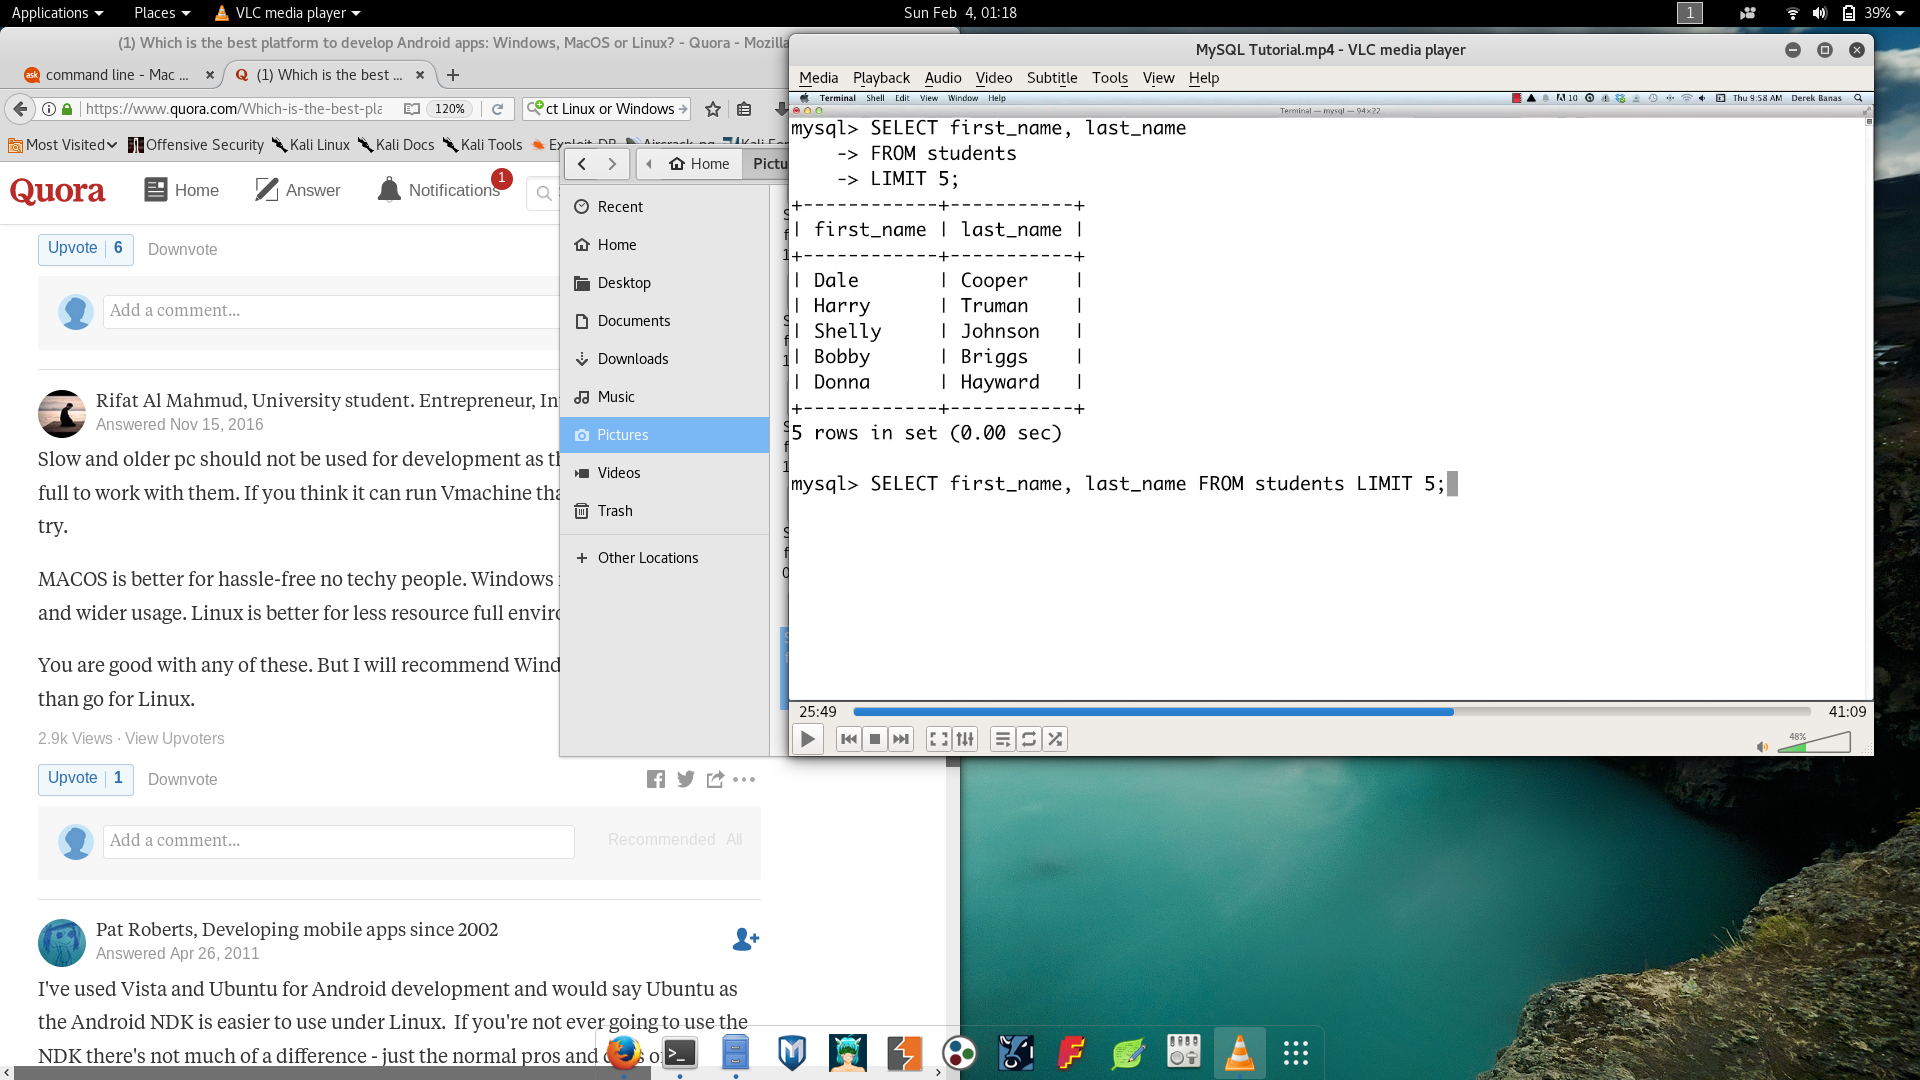 Applications
Places
VLC media player
Sun Feb 4, 01:18
1
39%
(1) Which is the best platform to develop Android apps: Windows, MacOS or Linux? - Quora - Mozilla
command line - Mac ...
(1) Which is the best ...
https://www.quora.com/Which-is-the-best-pla
120%
ct Linux or Windows
Most Visited
Offensive Security
Kali Linux
Kali Docs
Kali Tools
Exploit-DB
Aircrack-ng
Quora
Home
Answer
Notifications
1
Upvote 6
Downvote
Add a comment...
Rifat Al Mahmud, University student. Entrepreneur, In
Answered Nov 15, 2016
Slow and older pc should not be used for development as th
full to work with them. If you think it can run Vmachine tha
try.
MACOS is better for hassle-free no techy people. Windows
and wider usage. Linux is better for less resource full enviro
You are good with any of these. But I will recommend Wind
than go for Linux.
2.9k Views · View Upvoters
Upvote 1
Downvote
Add a comment...
Recommended All
Pat Roberts, Developing mobile apps since 2002
Answered Apr 26, 2011
I've used Vista and Ubuntu for Android development and would say Ubuntu as
the Android NDK is easier to use under Linux. If you're not ever going to use the
NDK there's not much of a difference - just the normal pros and
Home
Pictu
Recent
Home
Desktop
Documents
Downloads
Music
Pictures
Videos
Trash
Other Locations
MySQL Tutorial.mp4 - VLC media player
Media Playback Audio Video Subtitle Tools View Help
Terminal Shell Edit View Window Help
10
Thu 9:58 AM Derek Banas
Terminal — mysql — 94×22
mysql> SELECT first_name, last_name
-> FROM students
-> LIMIT 5;
+------------+-----------+
| first_name | last_name |
+------------+-----------+
| Dale | Cooper |
| Harry | Truman |
| Shelly | Johnson |
| Bobby | Briggs |
| Donna | Hayward |
+------------+-----------+
5 rows in set (0.00 sec)
mysql> SELECT first_name, last_name FROM students LIMIT 5;
25:49
41:09
48%